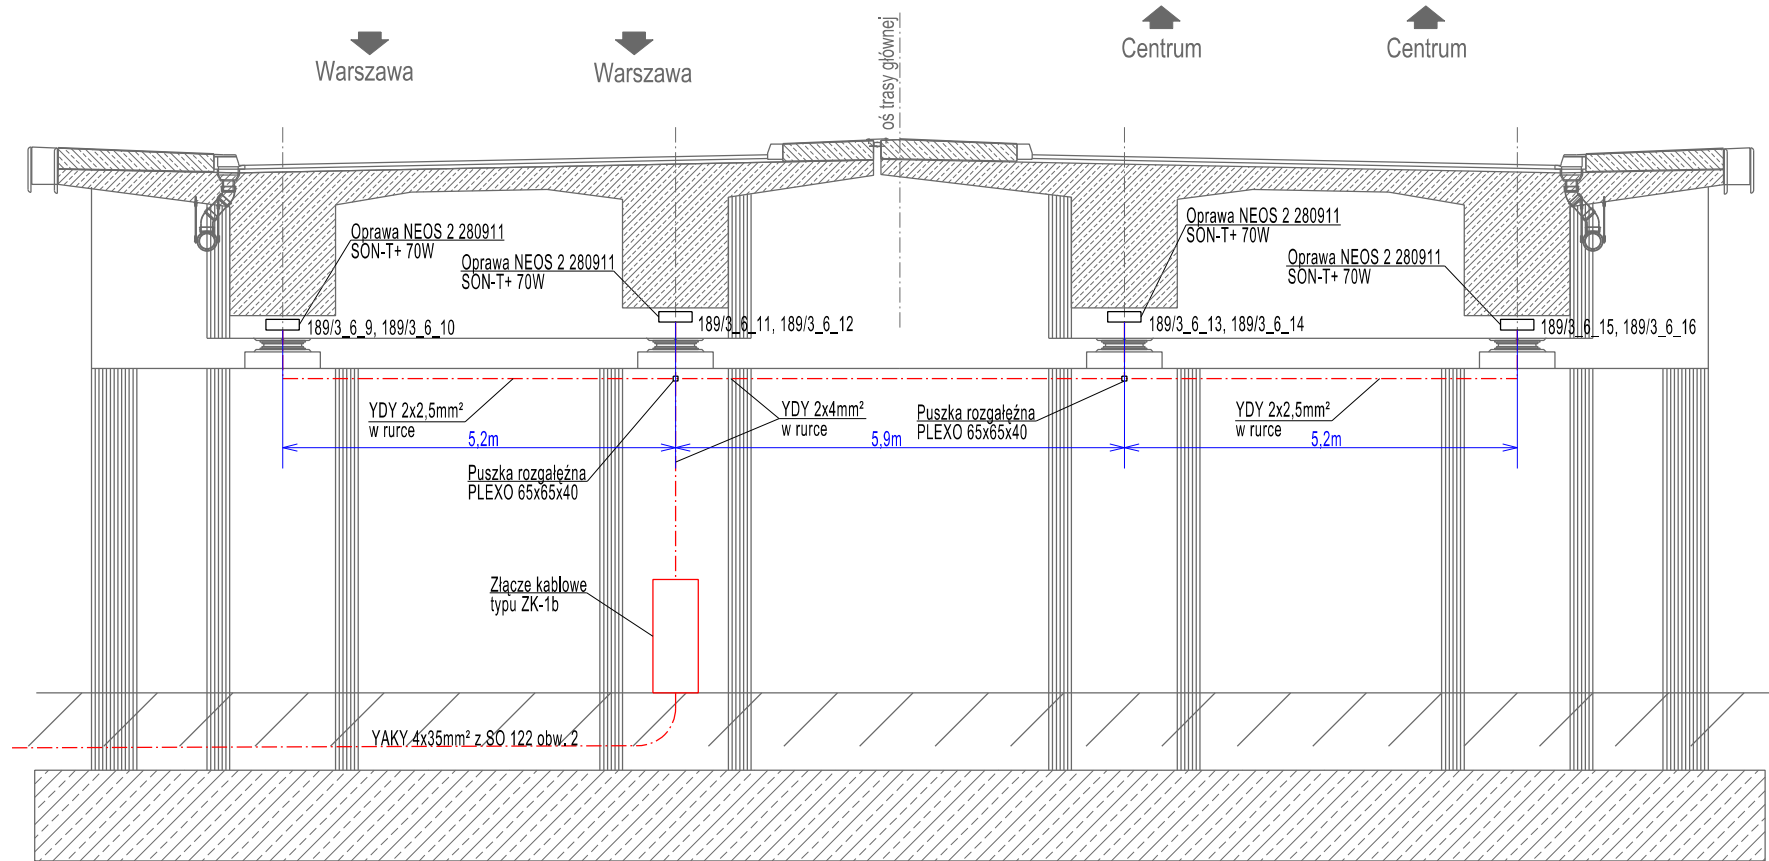 Warszawa
Warszawa
oś trasy głównej
Centrum
Centrum
Oprawa NEOS 2 280911
SON-T+ 70W
Oprawa NEOS 2 280911
SON-T+ 70W
Oprawa NEOS 2 280911
SON-T+ 70W
Oprawa NEOS 2 280911
SON-T+ 70W
189/3_6_9, 189/3_6_10
189/3_6_11, 189/3_6_12
189/3_6_13, 189/3_6_14
189/3_6_15, 189/3_6_16
YDY 2x2,5mm²
w rurce
YDY 2x4mm²
w rurce
Puszka rozgałęźna
PLEXO 65x65x40
YDY 2x2,5mm²
w rurce
5,2m
5,9m
5,2m
Puszka rozgałęźna
PLEXO 65x65x40
Złącze kablowe
typu ZK-1b
YAKY 4x35mm² z SO 122 obw. 2